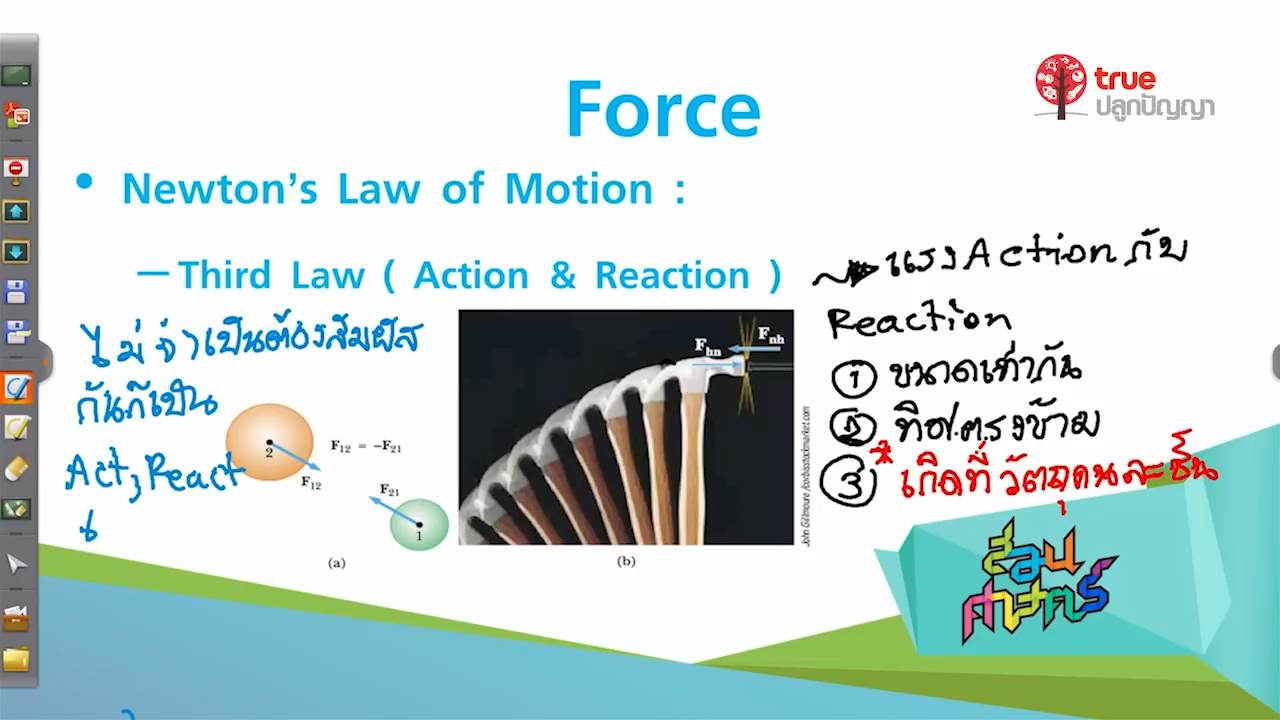 true
ปลูกปัญญา
Force
• Newton's Law of Motion :
– Third Law ( Action & Reaction )
แรง Action กับ
Reaction
① ขนาดเท่ากัน
② ทิศตรงข้าม
③ * เกิดที่วัตถุคนละชิ้น
ไม่จำเป็นต้องสัมผัส
กันก็เป็น
Act, React
2
F12 = –F21
F12
F21
1
(a)
Fhn
Fnh
John Gillmoure /corbisstockmarket.com
(b)
สอน
ศาสตร์